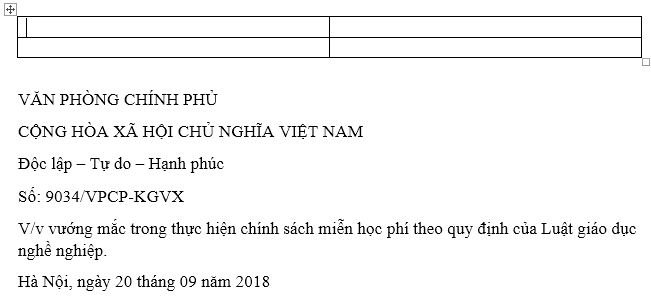 VĂN PHÒNG CHÍNH PHỦ
CỘNG HÒA XÃ HỘI CHỦ NGHĨA VIỆT NAM
Độc lập – Tự do – Hạnh phúc
Số: 9034/VPCP-KGVX
V/v vướng mắc trong thực hiện chính sách miễn học phí theo quy định của Luật giáo dục
nghề nghiệp.
Hà Nội, ngày 20 tháng 09 năm 2018